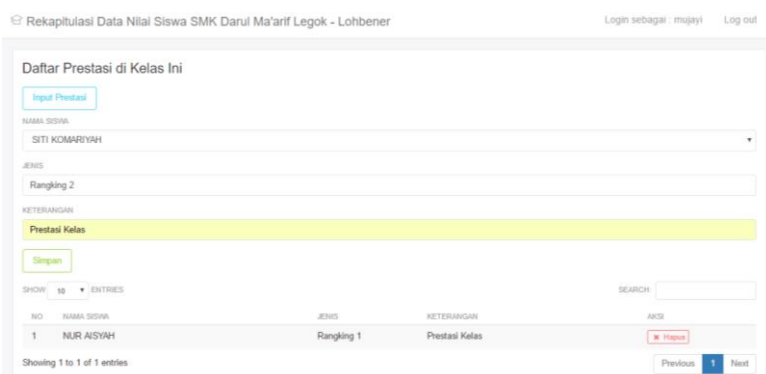 Rekapitulasi Data Nilai Siswa SMK Darul Ma'arif Legok - Lohbener Login sebagai : mujayi Log out
Daftar Prestasi di Kelas Ini
Input Prestasi
NAMA SISWA
SITI KOMARIYAH
JENIS
Rangking 2
KETERANGAN
Prestasi Kelas
Simpan
SHOW 10 ENTRIES SEARCH:
NO NAMA SISWA JENIS KETERANGAN AKSI
1 NUR AISYAH Rangking 1 Prestasi Kelas Hapus
Showing 1 to 1 of 1 entries Previous 1 Next